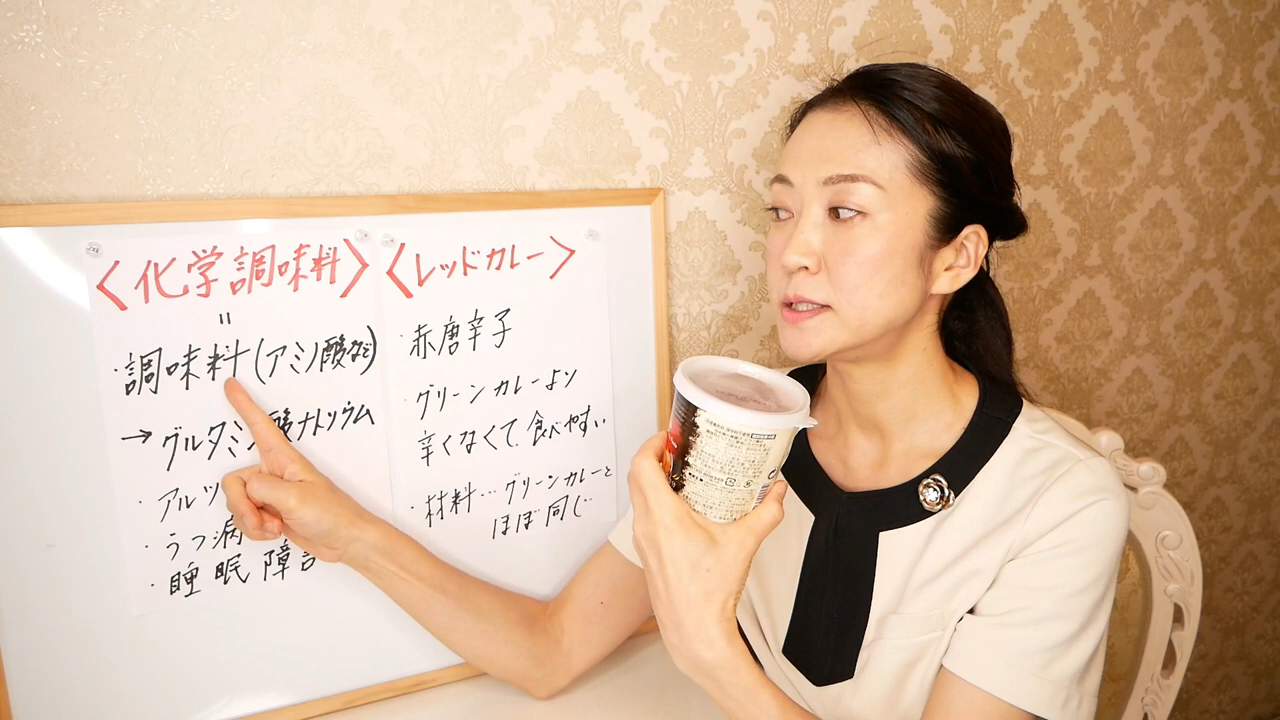 〈化学調味料〉
〃
・調味料(アミノ酸など)
→グルタミン酸ナトリウム
・アルツ
・うつ病
・睡眠障害
〈レッドカレー〉
・赤唐辛子
・グリーンカレーより
辛くなくて、食べやすい
・材料…グリーンカレーと
ほぼ同じ